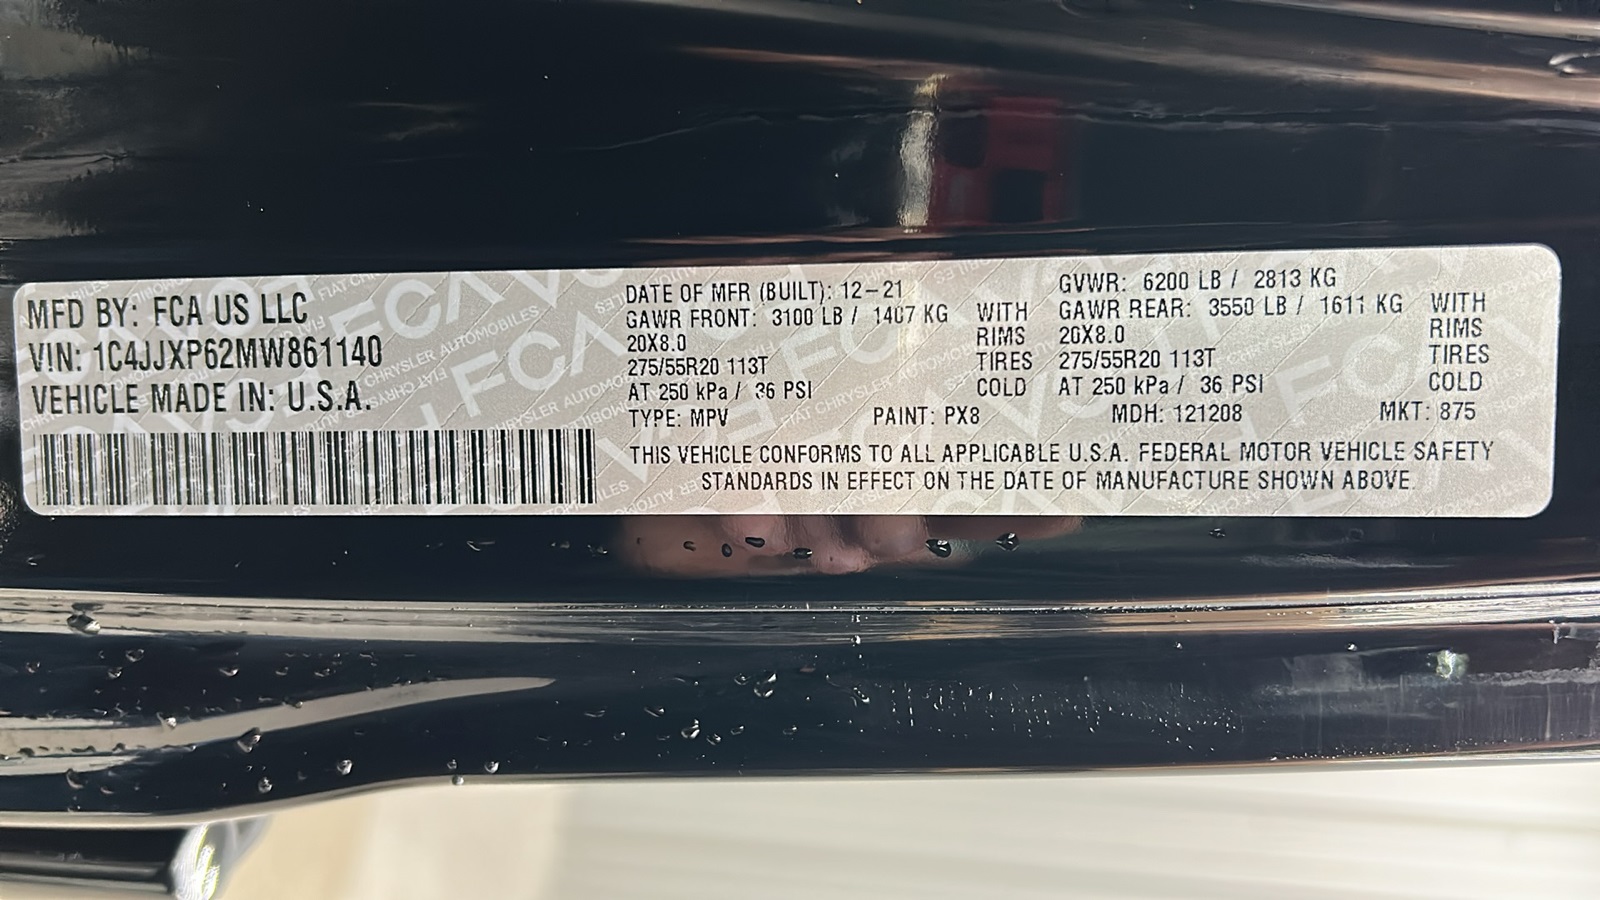 MFD BY: FCA US LLC
VIN: 1C4JJXP62MW861140
VEHICLE MADE IN: U.S.A.
DATE OF MFR (BUILT): 12-21
GAWR FRONT: 3100 LB / 1407 KG WITH
20X8.0 RIMS
275/55R20 113T TIRES
AT 250 kPa / 36 PSI COLD
GVWR: 6200 LB / 2813 KG
GAWR REAR: 3550 LB / 1611 KG WITH
20X8.0 RIMS
275/55R20 113T TIRES
AT 250 kPa / 36 PSI COLD
TYPE: MPV PAINT: PX8 MDH: 121208 MKT: 875
THIS VEHICLE CONFORMS TO ALL APPLICABLE U.S.A. FEDERAL MOTOR VEHICLE SAFETY
STANDARDS IN EFFECT ON THE DATE OF MANUFACTURE SHOWN ABOVE.